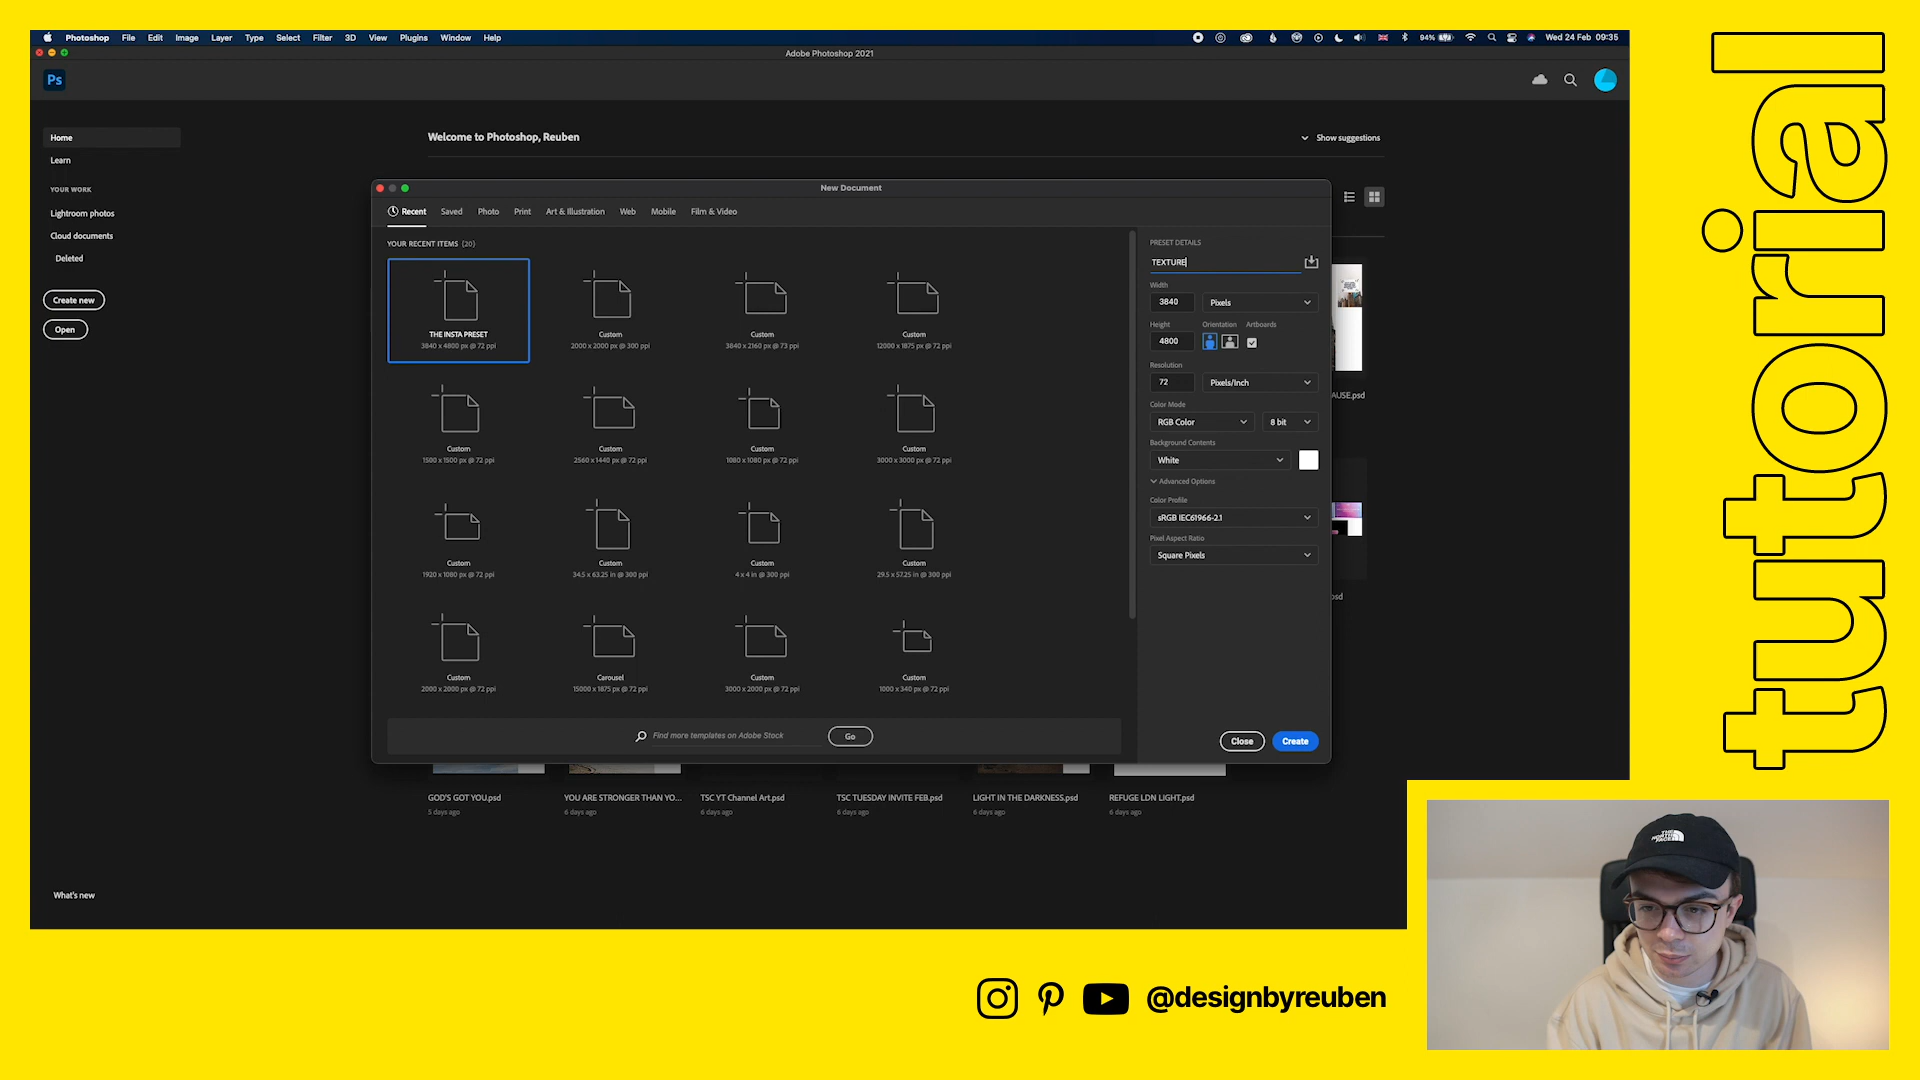 Photoshop File Edit Image Layer Type Select Filter 3D View Plugins Window Help
94% Wed 24 Feb 09:35
Adobe Photoshop 2021
Ps
Home
Learn
YOUR WORK
Lightroom photos
Cloud documents
Deleted
Create new
Open
What's new
Welcome to Photoshop, Reuben
Show suggestions
New Document
Recent Saved Photo Print Art & Illustration Web Mobile Film & Video
YOUR RECENT ITEMS (20)
THE INSTA PRESET
3840 x 4800 px @ 72 ppi
Custom
2000 x 2000 px @ 300 ppi
Custom
3840 x 2160 px @ 73 ppi
Custom
12000 x 1875 px @ 72 ppi
Custom
1500 x 1500 px @ 72 ppi
Custom
2560 x 1440 px @ 72 ppi
Custom
1080 x 1080 px @ 72 ppi
Custom
3000 x 3000 px @ 72 ppi
Custom
1920 x 1080 px @ 72 ppi
Custom
34.5 x 63.25 in @ 300 ppi
Custom
4 x 4 in @ 300 ppi
Custom
29.5 x 57.25 in @ 300 ppi
Custom
2000 x 2000 px @ 72 ppi
Carousel
15000 x 1875 px @ 72 ppi
Custom
3000 x 2000 px @ 72 ppi
Custom
1000 x 340 px @ 72 ppi
Find more templates on Adobe Stock
Go
PRESET DETAILS
TEXTURE
Width
3840 Pixels
Height Orientation Artboards
4800
Resolution
72 Pixels/Inch
Color Mode
RGB Color 8 bit
Background Contents
White
Advanced Options
Color Profile
sRGB IEC61966-2.1
Pixel Aspect Ratio
Square Pixels
Close Create
AUSE.psd
psd
GOD'S GOT YOU.psd
5 days ago
YOU ARE STRONGER THAN YO...
6 days ago
TSC YT Channel Art.psd
6 days ago
TSC TUESDAY INVITE FEB.psd
6 days ago
LIGHT IN THE DARKNESS.psd
6 days ago
REFUGE LDN LIGHT.psd
6 days ago
tutorial
THE NORTH FACE
@designbyreuben